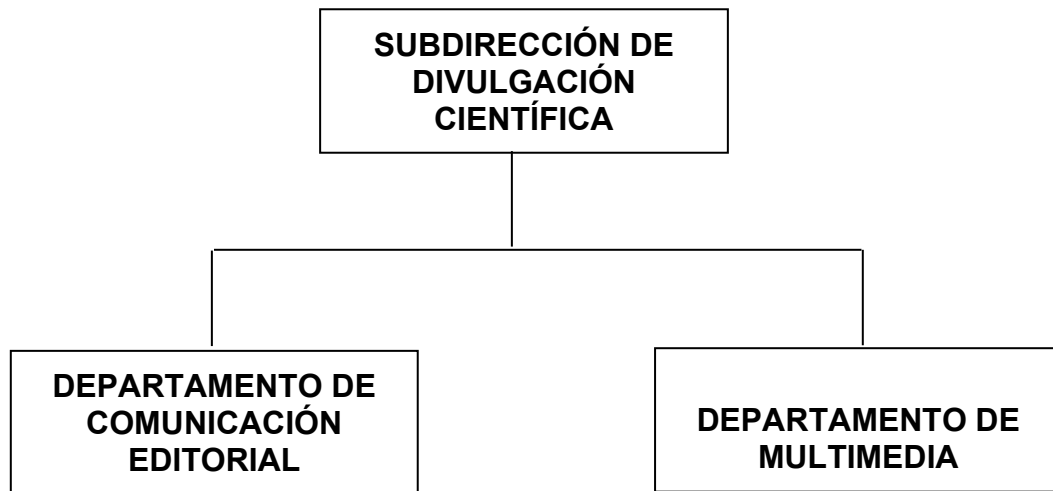 SUBDIRECCIÓN DE
DIVULGACIÓN
CIENTÍFICA
DEPARTAMENTO DE
COMUNICACIÓN
EDITORIAL
DEPARTAMENTO DE
MULTIMEDIA